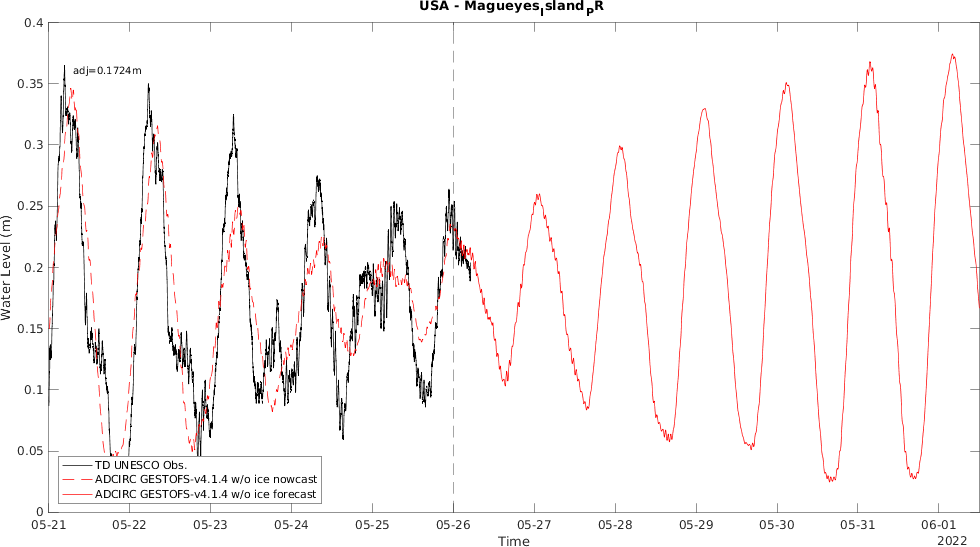 USA - Magueyes_Island_PR
0.4
0.35
0.3
0.25
0.2
0.15
0.1
0.05
0
Water Level (m)
adj=0.1724m
TD UNESCO Obs.
ADCIRC GESTOFS-v4.1.4 w/o ice nowcast
ADCIRC GESTOFS-v4.1.4 w/o ice forecast
05-21 05-22 05-23 05-24 05-25 05-26 05-27 05-28 05-29 05-30 05-31 06-01
Time
2022